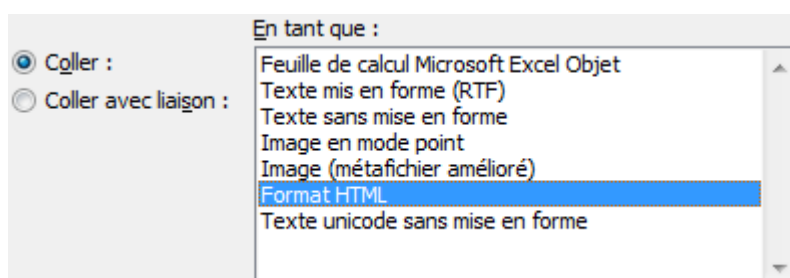 En tant que :
Coller :
Coller avec liaison :
Feuille de calcul Microsoft Excel Objet
Texte mis en forme (RTF)
Texte sans mise en forme
Image en mode point
Image (métafichier amélioré)
Format HTML
Texte unicode sans mise en forme